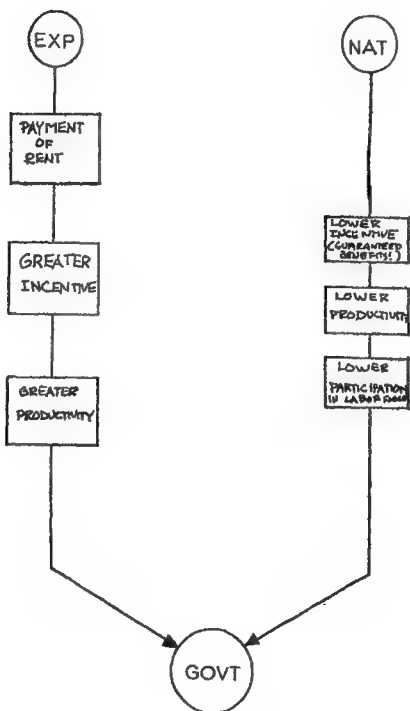 EXP
PAYMENT
OF
RENT
GREATER
INCENTIVE
GREATER
PRODUCTIVITY
NAT
LOWER
INCENTIVE
(GUARANTEED
BENEFITS!)
LOWER
PRODUCTIVITY
LOWER
PARTICIPATION
IN LABOR FORCE
GOVT